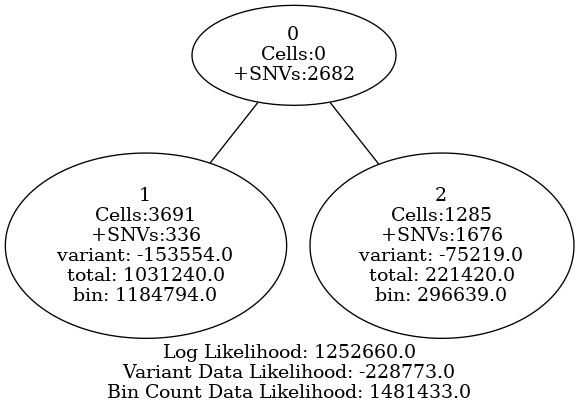 0
Cells:0
+SNVs:2682
1
Cells:3691
+SNVs:336
variant: -153554.0
total: 1031240.0
bin: 1184794.0
2
Cells:1285
+SNVs:1676
variant: -75219.0
total: 221420.0
bin: 296639.0
Log Likelihood: 1252660.0
Variant Data Likelihood: -228773.0
Bin Count Data Likelihood: 1481433.0